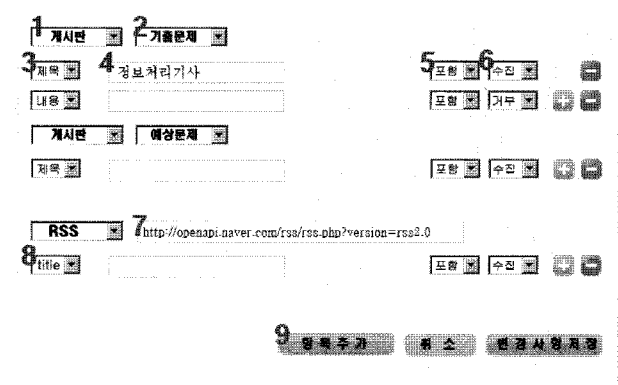 1 게시판 2 기출문제
3 제목 4 정보처리기사 5 포함 6 수집
내용 포함 거부
게시판 예상문제
제목 포함 수집
RSS 7 http://openapi.naver.com/rss/rss.php?version=rss2.0
8 title 포함 수집
9 항목추가 취소 변경사항저장